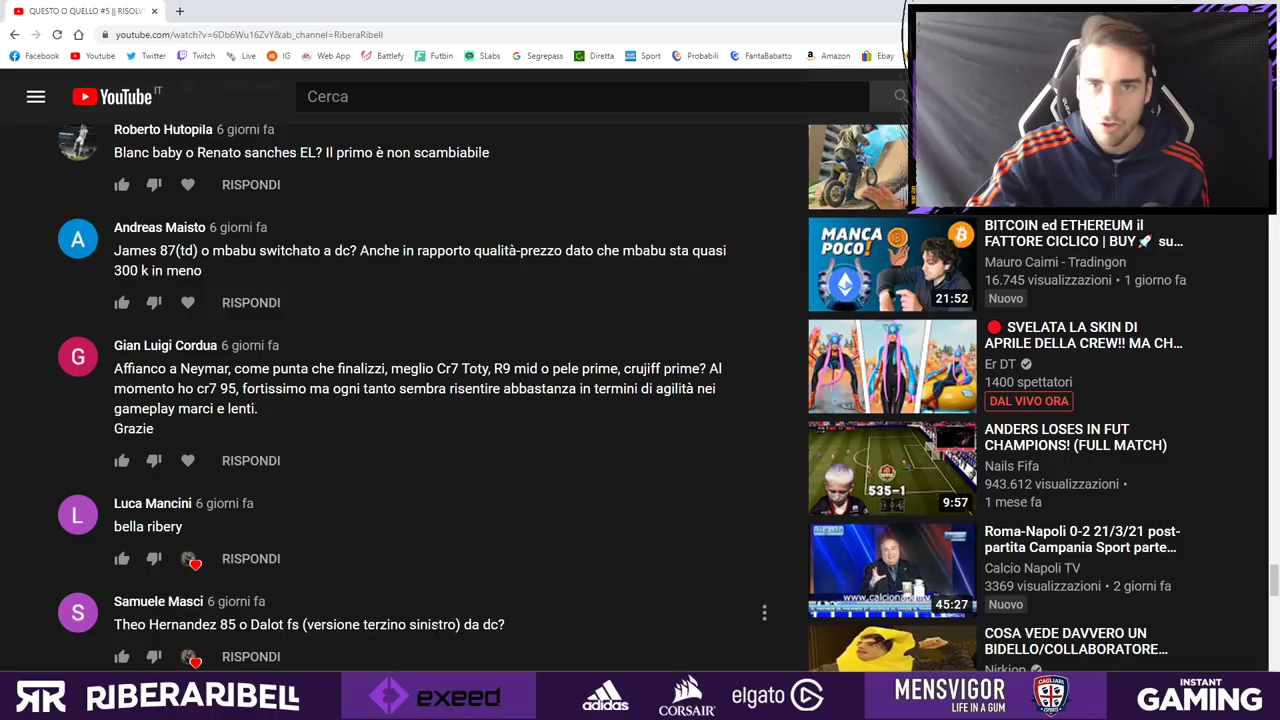 QUESTO O QUELLO #5 || RISOLV
youtube.com/watch?v=6Db6Wu16ZvY&ab_channel=RiberaRibell
Facebook Youtube Twitter Twitch Live IG Web App Battlefy Futbin SLabs Segrepass Diretta Sport Probabili FantaBabatto Amazon Ebay
YouTube IT
Cerca
Roberto Hutopila 6 giorni fa
Blanc baby o Renato sanches EL? Il primo è non scambiabile
RISPONDI
Andreas Maisto 6 giorni fa
James87(td) o mbabu switchato a dc? Anche in rapporto qualità-prezzo dato che mbabu sta quasi
300 k in meno
RISPONDI
Gian Luigi Cordua 6 giorni fa
Affianco a Neymar, come punta che finalizzi, meglio Cr7 Toty, R9 mid o pele prime, crujiff prime? Al
momento ho cr7 95, fortissimo ma ogni tanto sembra risentire abbastanza in termini di agilità nei
gameplay marci e lenti.
Grazie
RISPONDI
Luca Mancini 6 giorni fa
bella ribery
RISPONDI
Samuele Masci 6 giorni fa
Theo Hernandez fs o balot fs (versione terzino sinistro) da dc?
RISPONDI
MANCA
POCO!
21:52
BITCOIN ed ETHEREUM il
FATTORE CICLICO | BUY🚀 su...
Mauro Caimi - Tradingon
16.745 visualizzazioni • 1 giorno fa
Nuovo
🔴 SVELATA LA SKIN DI
APRILE DELLA CREW!! MA CH...
Er DT
1400 spettatori
DAL VIVO ORA
535-1
9:57
ANDERS LOSES IN FUT
CHAMPIONS! (FULL MATCH)
Nails Fifa
943.612 visualizzazioni •
1 mese fa
45:27
Roma-Napoli 0-2 21/3/21 post-
partita Campania Sport parte...
Calcio Napoli TV
3369 visualizzazioni • 2 giorni fa
Nuovo
COSA VEDE DAVVERO UN
BIDELLO/COLLABORATORE...
Nirkiop
RR RIBERARIBELL
exeed
adidas
CORSAIR
elgato
MENSVIGOR
LIFE IN A GUM
CAGLIARI
INSTANT
GAMING